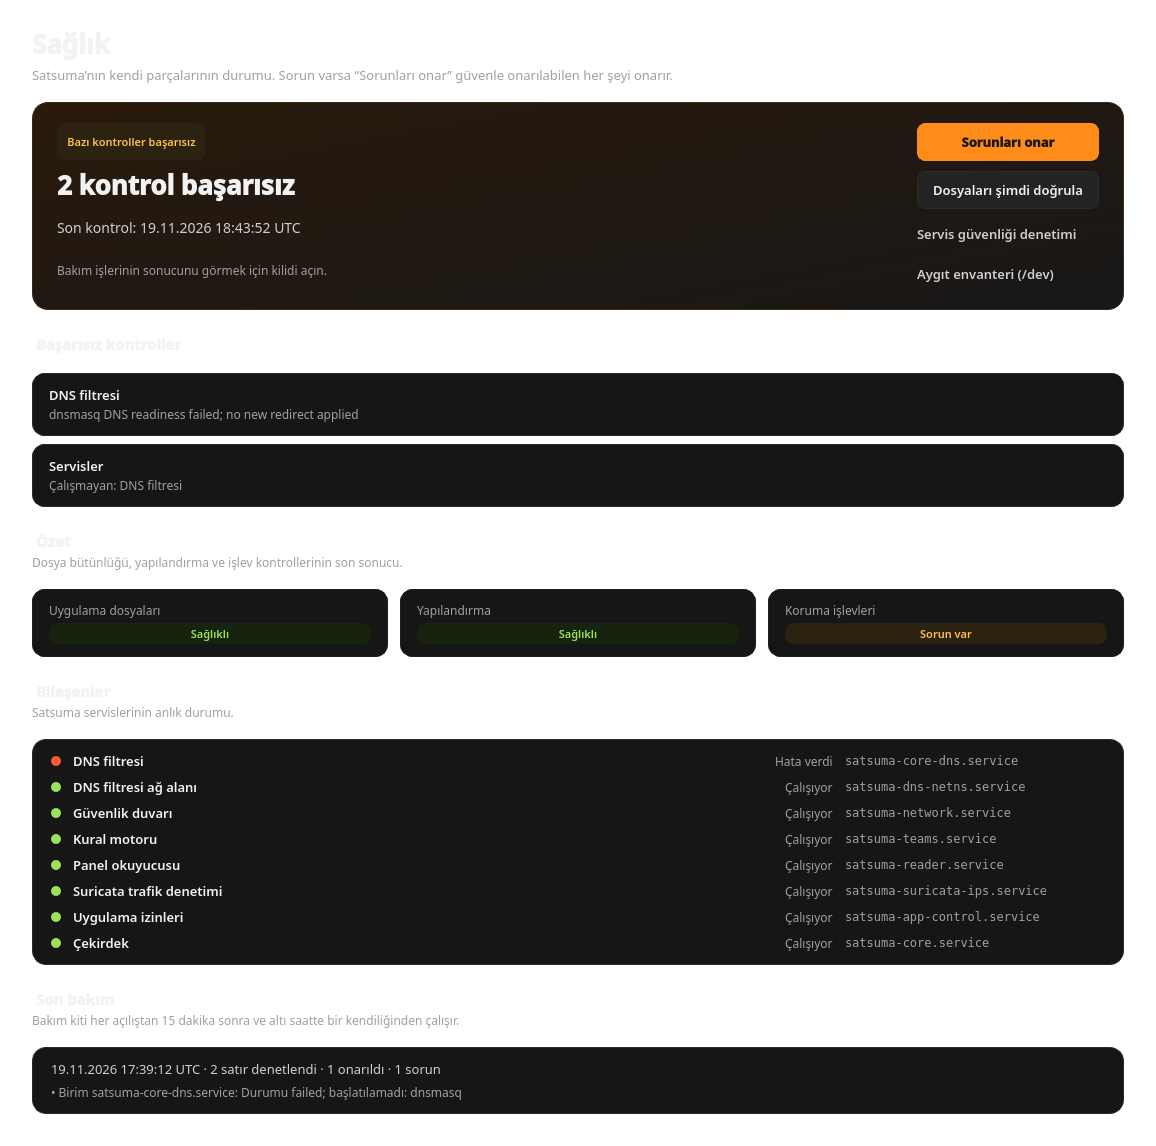 Sağlık
Satsuma’nın kendi parçalarının durumu. Sorun varsa “Sorunları onar” güvenle onarılabilen her şeyi onarır.
Bazı kontroller başarısız
2 kontrol başarısız
Son kontrol: 19.11.2026 18:43:52 UTC
Bakım işlerinin sonucunu görmek için kilidi açın.
Sorunları onar
Dosyaları şimdi doğrula
Servis güvenliği denetimi
Aygıt envanteri (/dev)
Başarısız kontroller
DNS filtresi
dnsmasq DNS readiness failed; no new redirect applied
Servisler
Çalışmayan: DNS filtresi
Özet
Dosya bütünlüğü, yapılandırma ve işlev kontrollerinin son sonucu.
Uygulama dosyaları
Sağlıklı
Yapılandırma
Sağlıklı
Koruma işlevleri
Sorun var
Bileşenler
Satsuma servislerinin anlık durumu.
DNS filtresi Hata verdi satsuma-core-dns.service
DNS filtresi ağ alanı Çalışıyor satsuma-dns-netns.service
Güvenlik duvarı Çalışıyor satsuma-network.service
Kural motoru Çalışıyor satsuma-teams.service
Panel okuyucusu Çalışıyor satsuma-reader.service
Suricata trafik denetimi Çalışıyor satsuma-suricata-ips.service
Uygulama izinleri Çalışıyor satsuma-app-control.service
Çekirdek Çalışıyor satsuma-core.service
Son bakım
Bakım kiti her açılıştan 15 dakika sonra ve altı saatte bir kendiliğinden çalışır.
19.11.2026 17:39:12 UTC · 2 satır denetlendi · 1 onarıldı · 1 sorun
• Birim satsuma-core-dns.service: Durumu failed; başlatılamadı: dnsmasq